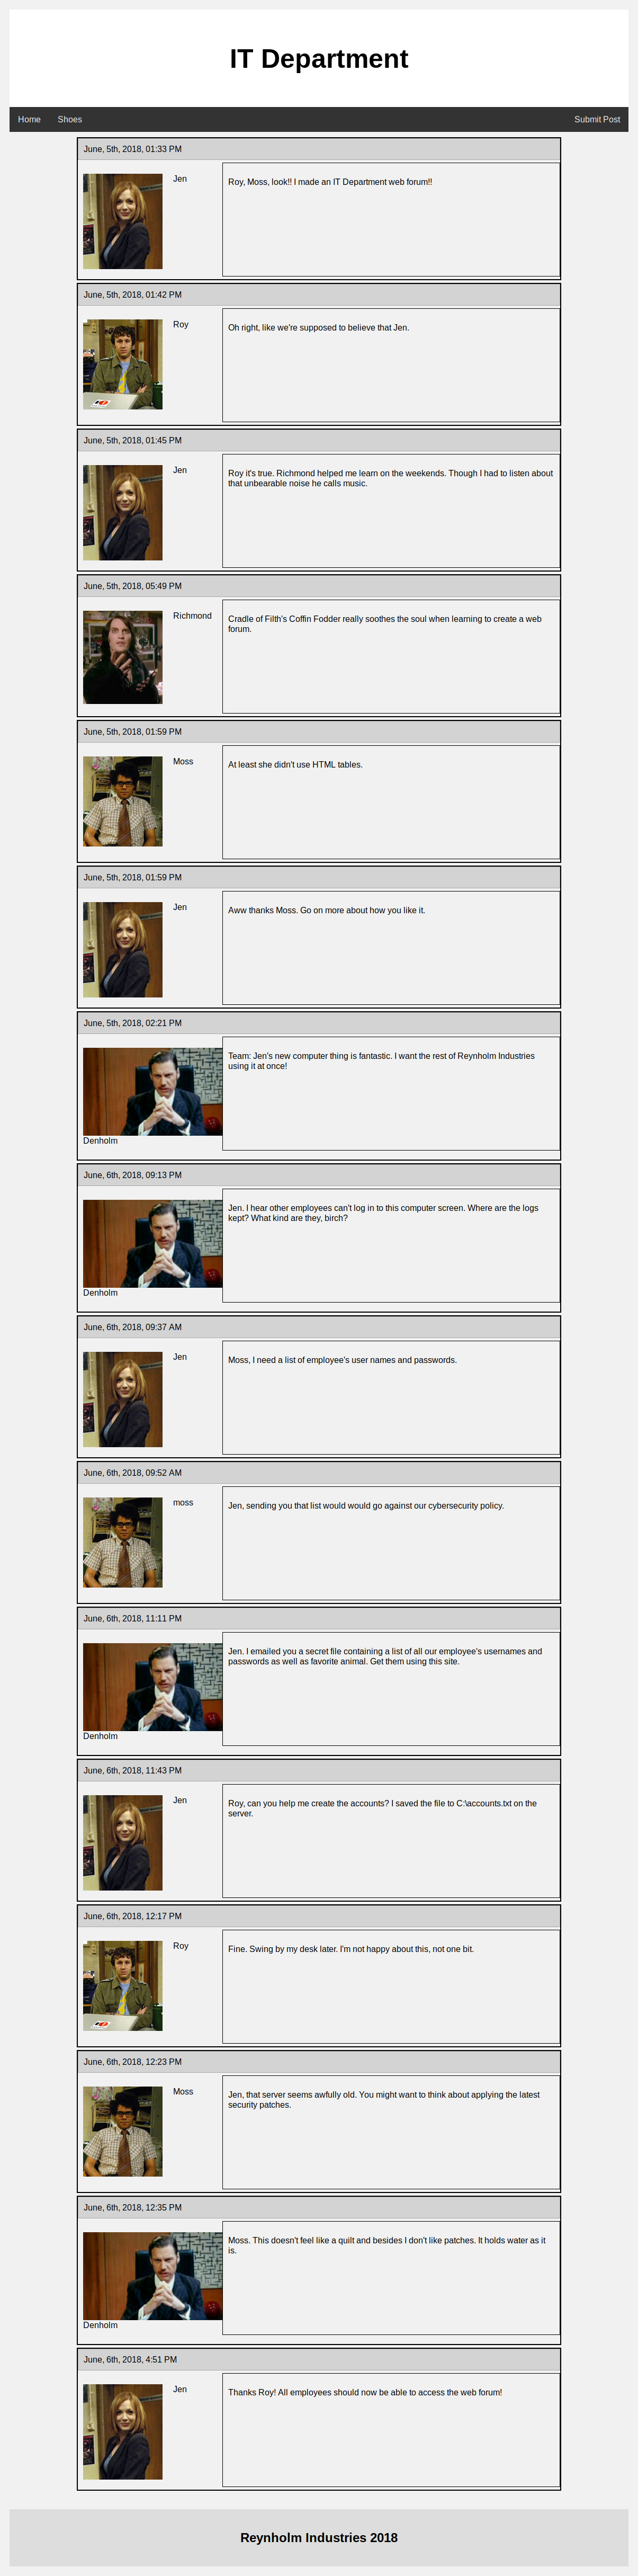 IT Department
Home Shoes Submit Post
June, 5th, 2018, 01:33 PM
Jen
Roy, Moss, look!! I made an IT Department web forum!!
June, 5th, 2018, 01:42 PM
Roy
Oh right, like we're supposed to believe that Jen.
June, 5th, 2018, 01:45 PM
Jen
Roy it's true. Richmond helped me learn on the weekends. Though I had to listen about
that unbearable noise he calls music.
June, 5th, 2018, 05:49 PM
Richmond
Cradle of Filth's Coffin Fodder really soothes the soul when learning to create a web
forum.
June, 5th, 2018, 01:59 PM
Moss
At least she didn't use HTML tables.
June, 5th, 2018, 01:59 PM
Jen
Aww thanks Moss. Go on more about how you like it.
June, 5th, 2018, 02:21 PM
Denholm
Team: Jen's new computer thing is fantastic. I want the rest of Reynholm Industries
using it at once!
June, 6th, 2018, 09:13 PM
Denholm
Jen. I hear other employees can't log in to this computer screen. Where are the logs
kept? What kind are they, birch?
June, 6th, 2018, 09:37 AM
Jen
Moss, I need a list of employee's user names and passwords.
June, 6th, 2018, 09:52 AM
moss
Jen, sending you that list would would go against our cybersecurity policy.
June, 6th, 2018, 11:11 PM
Denholm
Jen. I emailed you a secret file containing a list of all our employee's usernames and
passwords as well as favorite animal. Get them using this site.
June, 6th, 2018, 11:43 PM
Jen
Roy, can you help me create the accounts? I saved the file to C:\accounts.txt on the
server.
June, 6th, 2018, 12:17 PM
Roy
Fine. Swing by my desk later. I'm not happy about this, not one bit.
June, 6th, 2018, 12:23 PM
Moss
Jen, that server seems awfully old. You might want to think about applying the latest
security patches.
June, 6th, 2018, 12:35 PM
Denholm
Moss. This doesn't feel like a quilt and besides I don't like patches. It holds water as it
is.
June, 6th, 2018, 4:51 PM
Jen
Thanks Roy! All employees should now be able to access the web forum!
Reynholm Industries 2018